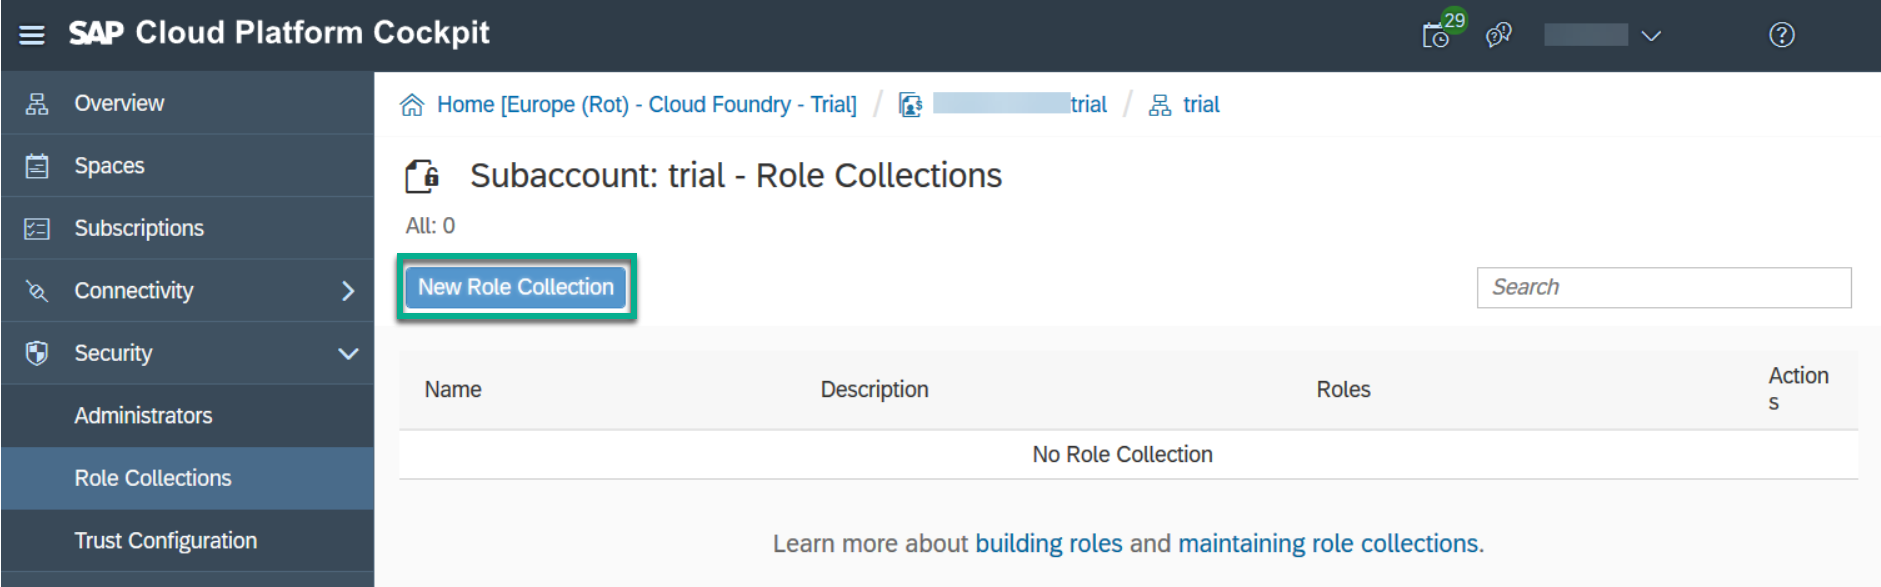 SAP Cloud Platform Cockpit
29
Overview
Spaces
Subscriptions
Connectivity
Security
Administrators
Role Collections
Trust Configuration
Home [Europe (Rot) - Cloud Foundry - Trial] / trial / trial
Subaccount: trial - Role Collections
All: 0
New Role Collection
Search
Name Description Roles Action
s
No Role Collection
Learn more about building roles and maintaining role collections.